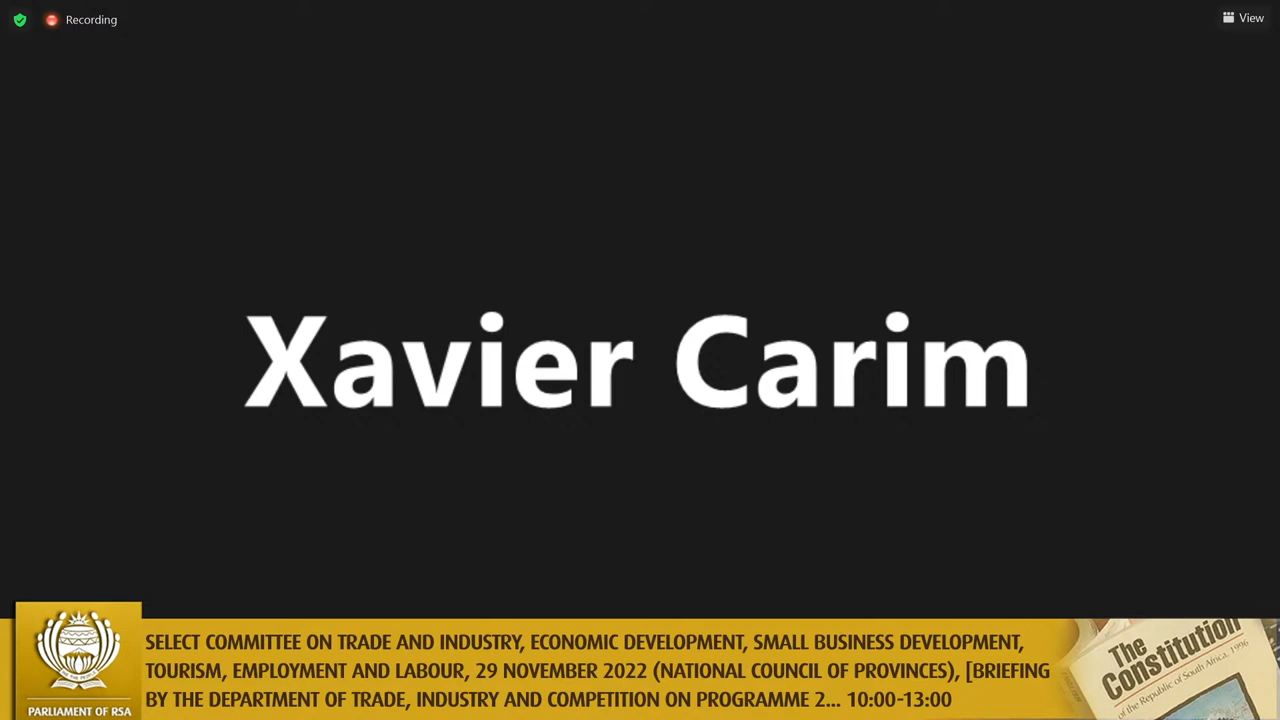 Recording
View
Xavier Carim
SELECT COMMITTEE ON TRADE AND INDUSTRY, ECONOMIC DEVELOPMENT, SMALL BUSINESS DEVELOPMENT,
TOURISM, EMPLOYMENT AND LABOUR, 29 NOVEMBER 2022 (NATIONAL COUNCIL OF PROVINCES), [BRIEFING
BY THE DEPARTMENT OF TRADE, INDUSTRY AND COMPETITION ON PROGRAMME 2... 10:00-13:00
PARLIAMENT OF RSA
The
Constitution
of the Republic of South Africa, 1996